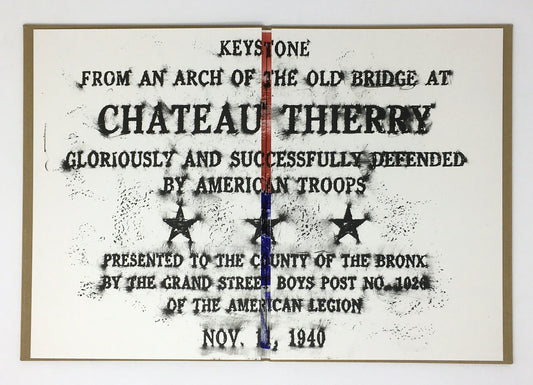 KEYSTONE
FROM AN ARCH OF THE OLD BRIDGE AT
CHATEAU THIERRY
GLORIOUSLY AND SUCCESSFULLY DEFENDED
BY AMERICAN TROOPS
PRESENTED TO THE COUNTY OF THE BRONX
BY THE GRAND STREET BOYS POST NO. 1026
OF THE AMERICAN LEGION
NOV. 11, 1940